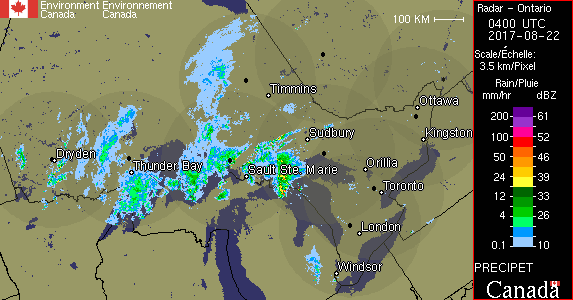 Environment Environnement
Canada Canada
100 KM
Timmins
Ottawa
Sudbury
Kingston
Dryden
Thunder Bay
Sault Ste. Marie
Orillia
Toronto
London
Windsor
Radar - Ontario
0400 UTC
2017-08-22
Scale/Échelle:
3.5 km/Pixel
Rain/Pluie
mm/hr dBZ
200 61
100 52
50 46
24 39
12 33
4 26
0.1 10
PRECIPET
Canada